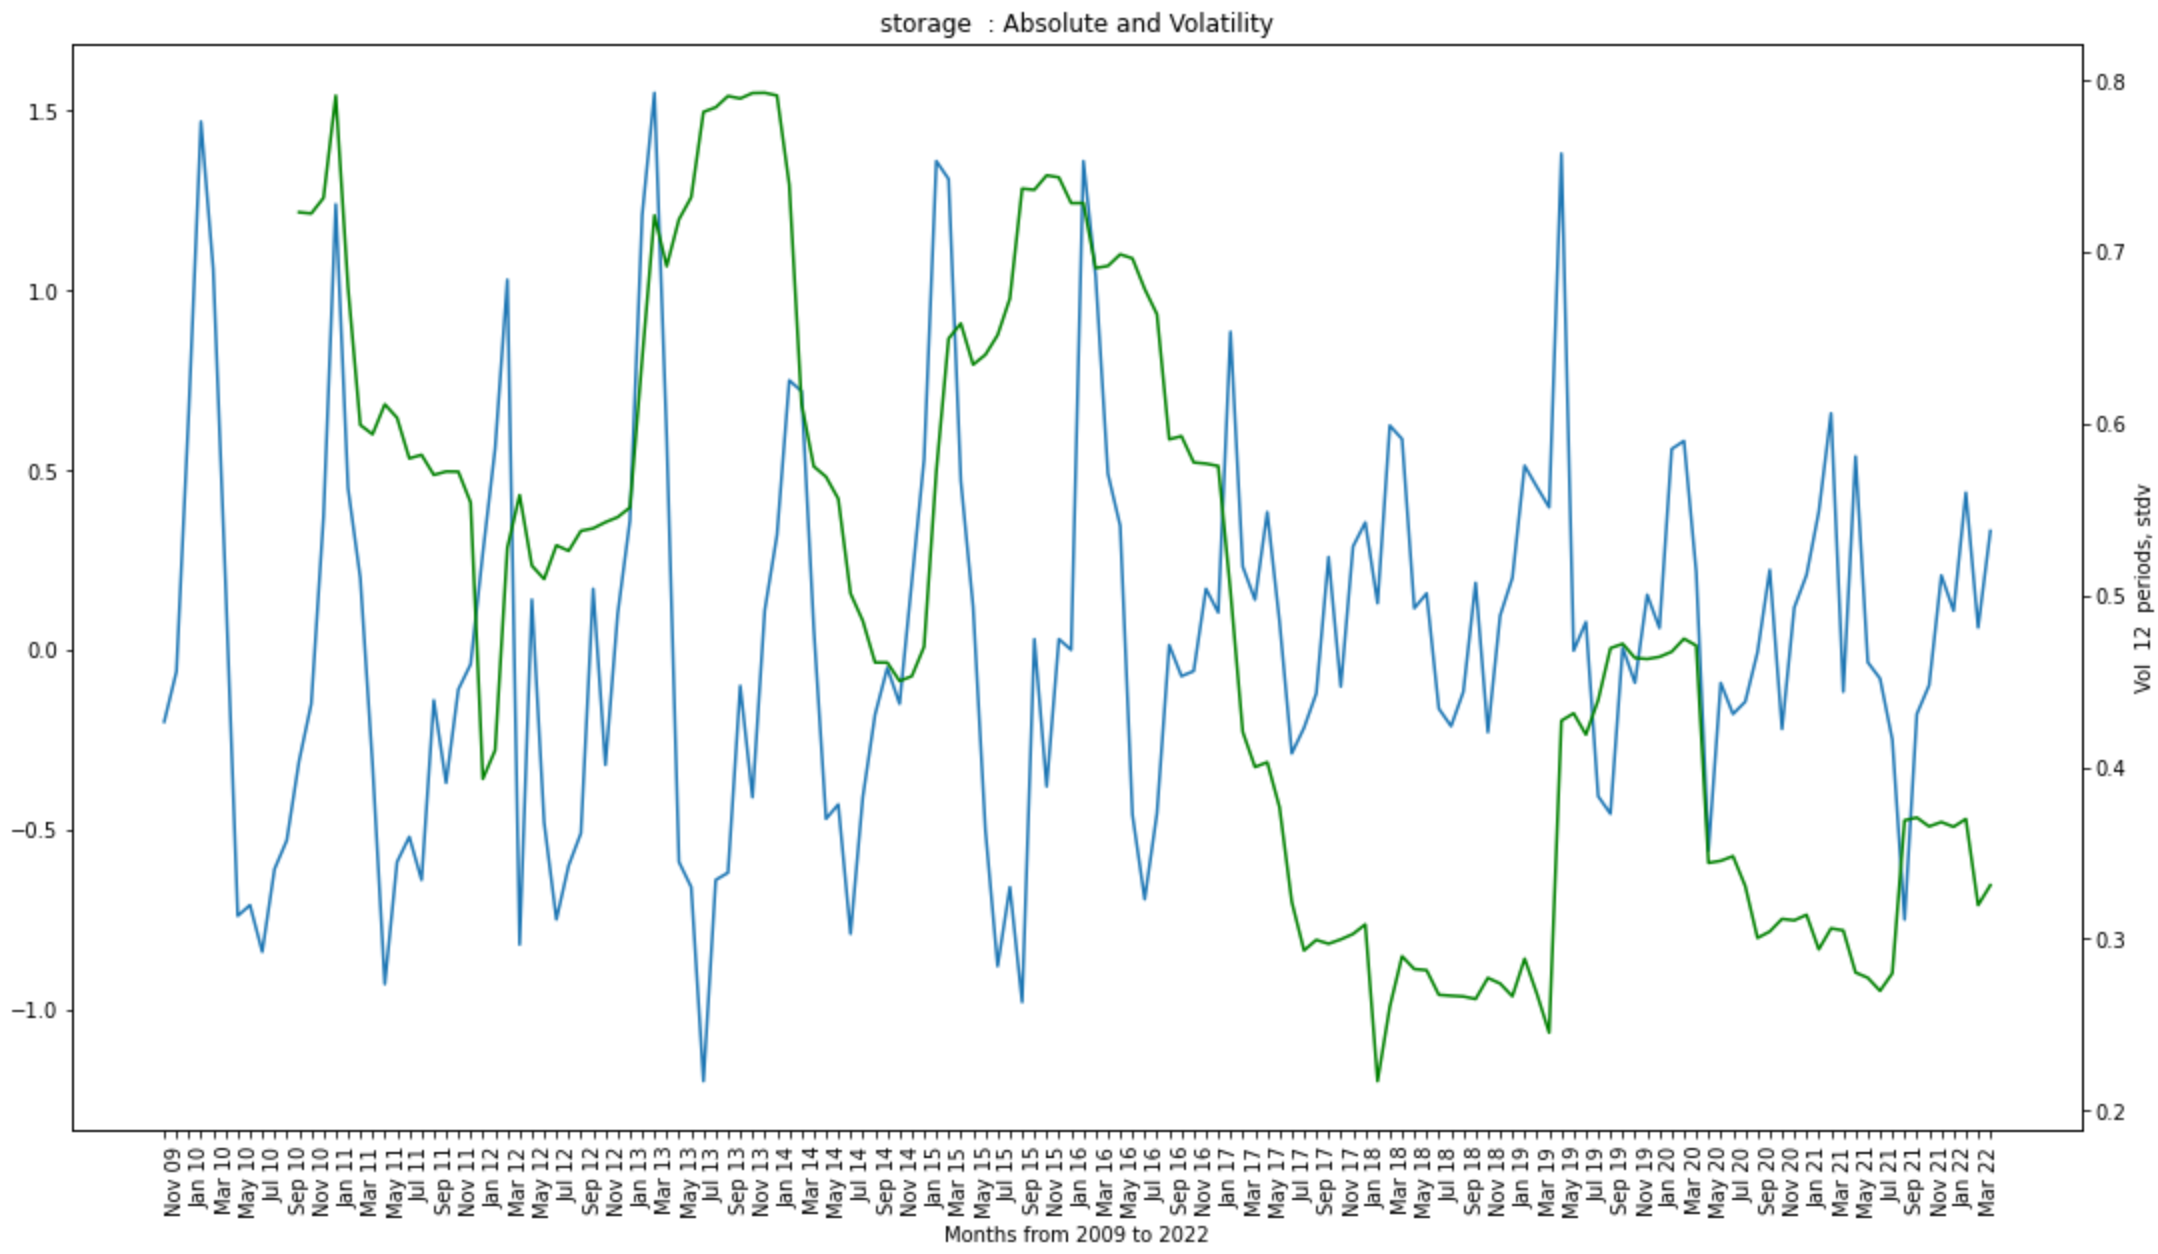 storage : Absolute and Volatility
1.5
1.0
0.5
0.0
−0.5
−1.0
0.8
0.7
0.6
0.5
0.4
0.3
0.2
Vol 12 periods, stdv
Nov 09
Jan 10
Mar 10
May 10
Jul 10
Sep 10
Nov 10
Jan 11
Mar 11
May 11
Jul 11
Sep 11
Nov 11
Jan 12
Mar 12
May 12
Jul 12
Sep 12
Nov 12
Jan 13
Mar 13
May 13
Jul 13
Sep 13
Nov 13
Jan 14
Mar 14
May 14
Jul 14
Sep 14
Nov 14
Jan 15
Mar 15
May 15
Jul 15
Sep 15
Nov 15
Jan 16
Mar 16
May 16
Jul 16
Sep 16
Nov 16
Jan 17
Mar 17
May 17
Jul 17
Sep 17
Nov 17
Jan 18
Mar 18
May 18
Jul 18
Sep 18
Nov 18
Jan 19
Mar 19
May 19
Jul 19
Sep 19
Nov 19
Jan 20
Mar 20
May 20
Jul 20
Sep 20
Nov 20
Jan 21
Mar 21
May 21
Jul 21
Sep 21
Nov 21
Jan 22
Mar 22
Months from 2009 to 2022